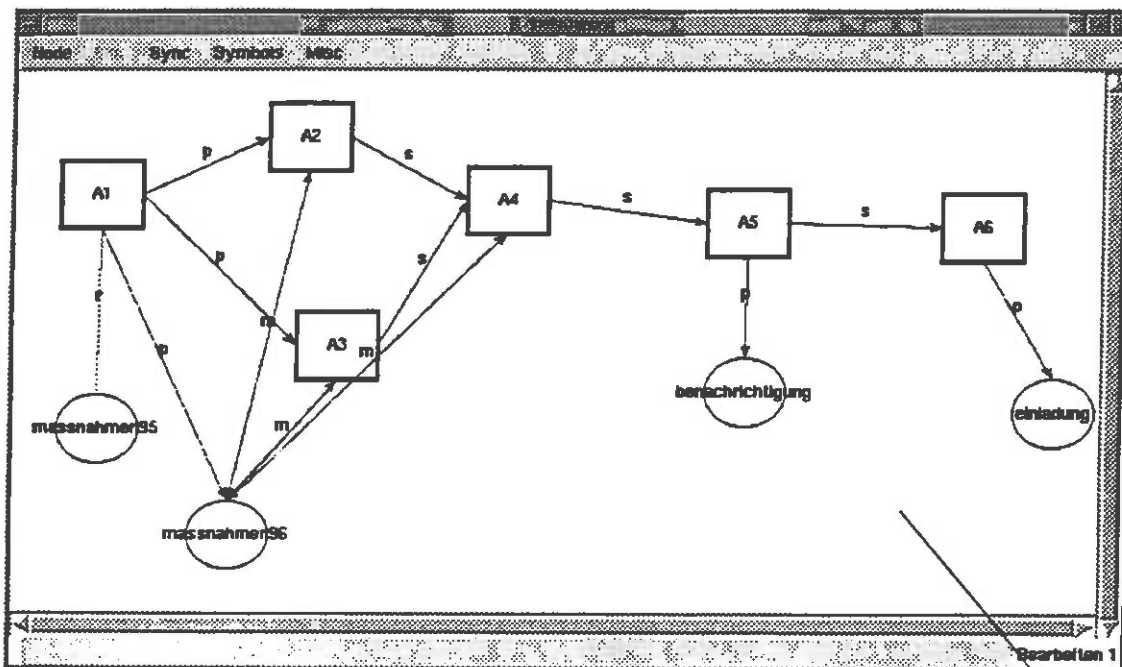 Node Sync Symbols Misc
A2
p
s
A1
A4
s
A5
s
A6
p
s
r
m
A3
m
p
p
p
benachrichtigung
einladung
massnahmen95
m
massnahmen96
Bearbeiten 1